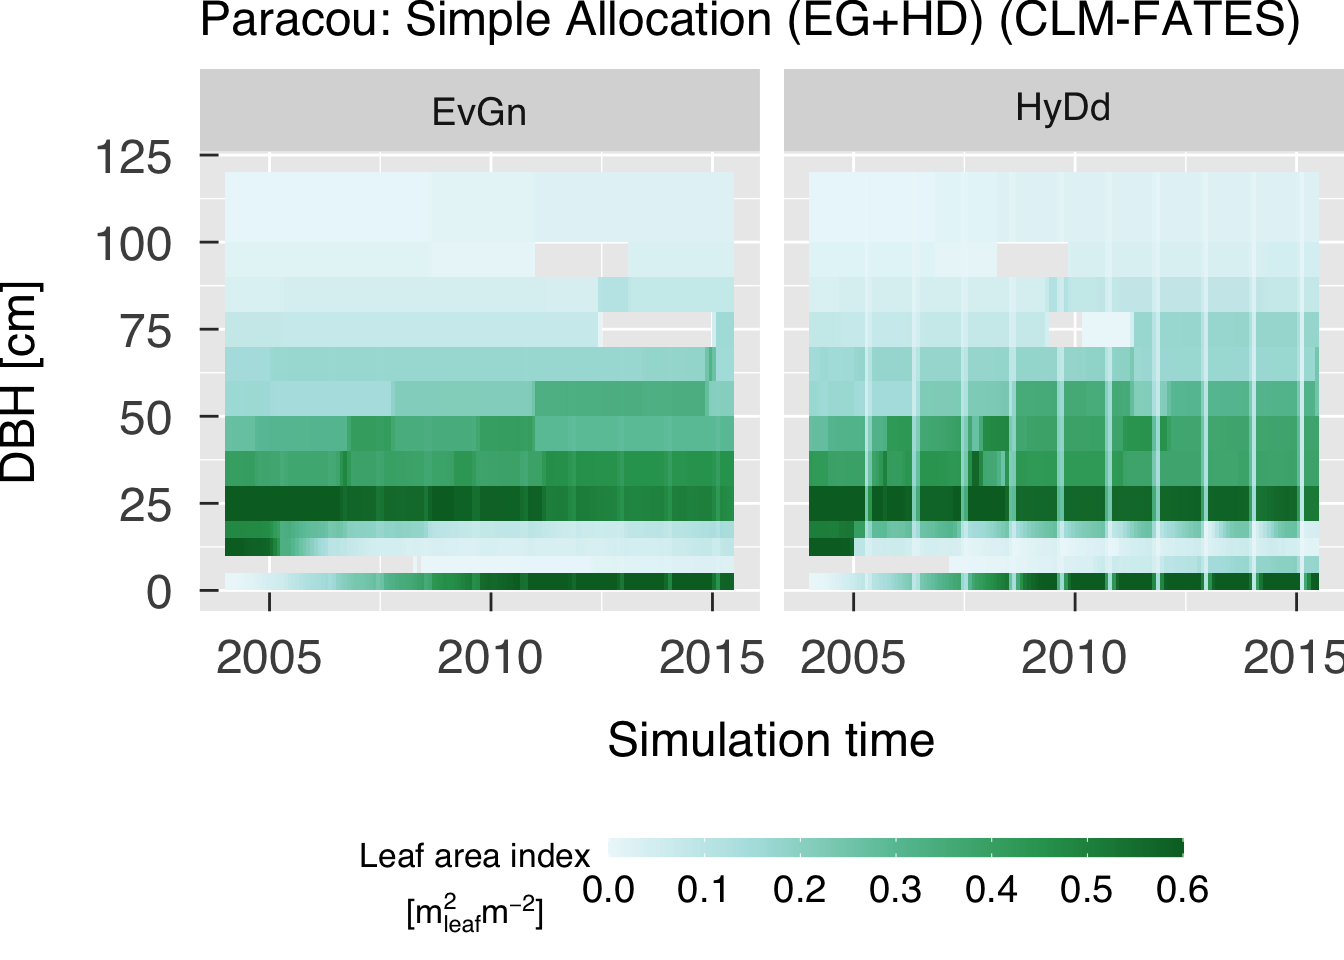 Paracou: Simple Allocation (EG+HD) (CLM-FATES)
EvGn
HyDd
125
100
75
50
25
0
DBH [cm]
2005 2010 2015
2005 2010 2015
Simulation time
Leaf area index
[m²leaf m⁻²]
0.0 0.1 0.2 0.3 0.4 0.5 0.6